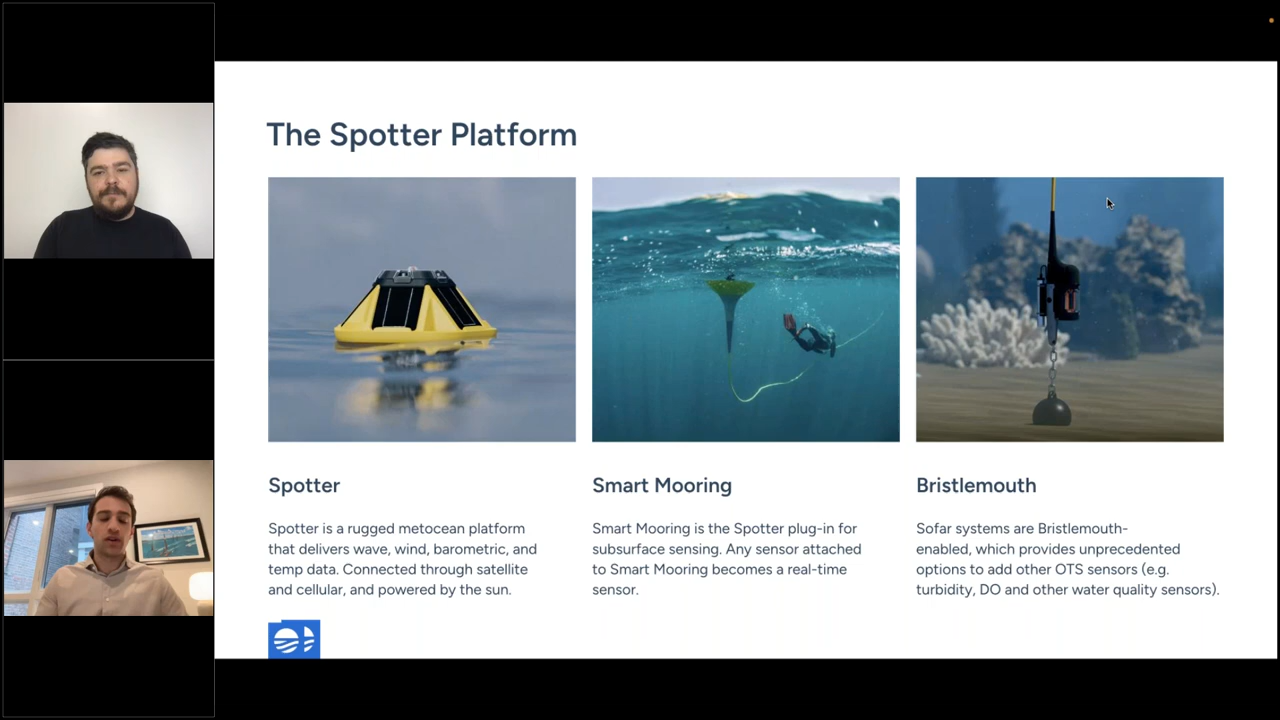 The Spotter Platform
Spotter
Spotter is a rugged metocean platform
that delivers wave, wind, barometric, and
temp data. Connected through satellite
and cellular, and powered by the sun.
Smart Mooring
Smart Mooring is the Spotter plug-in for
subsurface sensing. Any sensor attached
to Smart Mooring becomes a real-time
sensor.
Bristlemouth
Sofar systems are Bristlemouth-
enabled, which provides unprecedented
options to add other OTS sensors (e.g.
turbidity, DO and other water quality sensors).